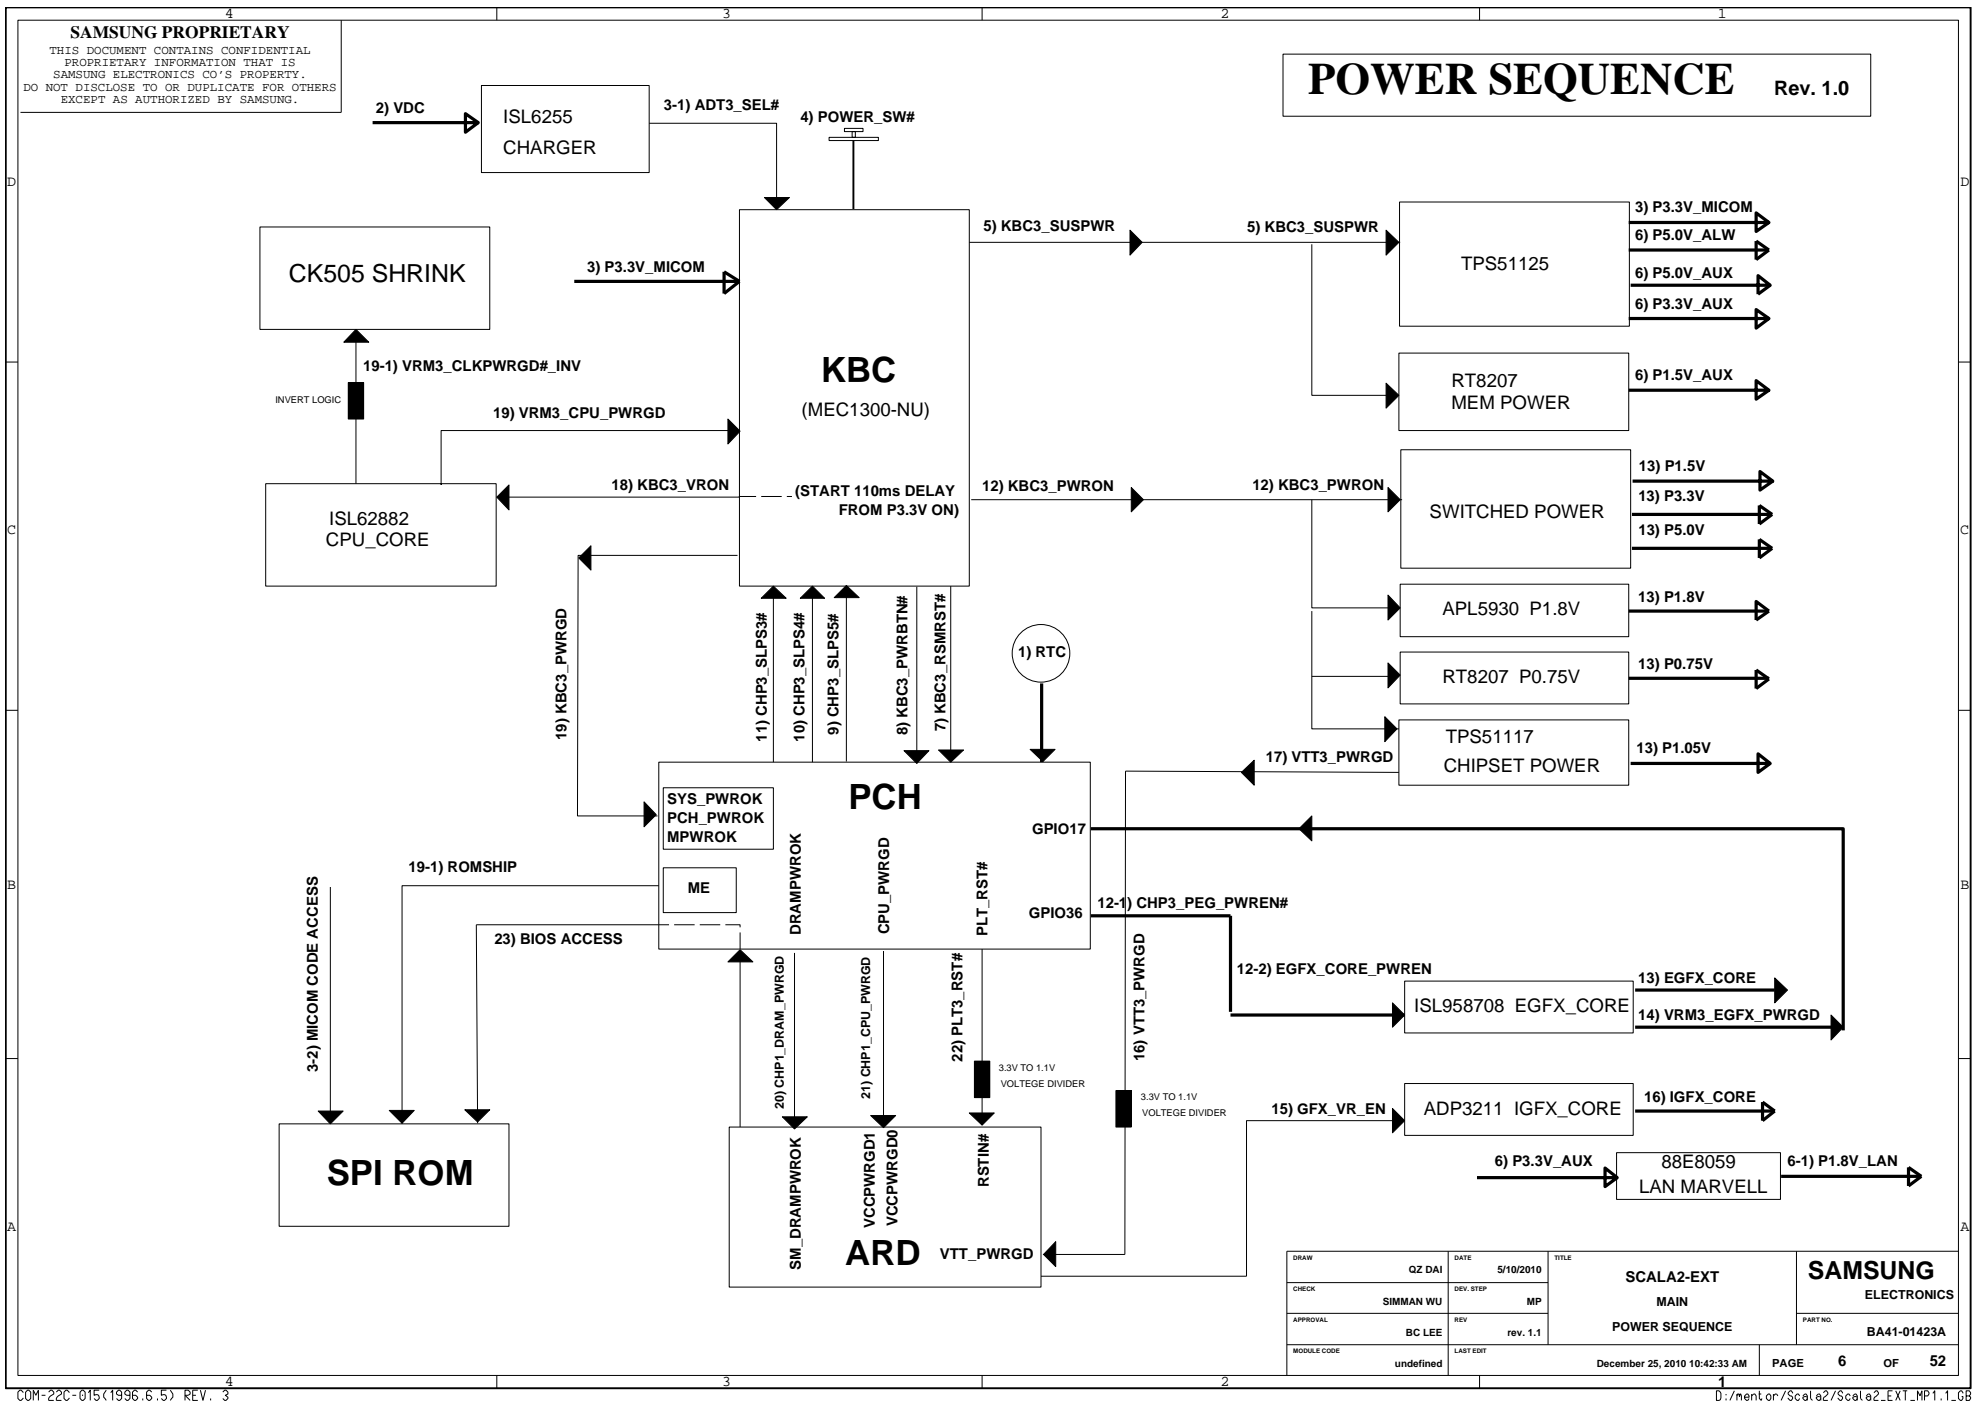 4 3 2 1
SAMSUNG PROPRIETARY
THIS DOCUMENT CONTAINS CONFIDENTIAL
PROPRIETARY INFORMATION THAT IS
SAMSUNG ELECTRONICS CO'S PROPERTY.
DO NOT DISCLOSE TO OR DUPLICATE FOR OTHERS
EXCEPT AS AUTHORIZED BY SAMSUNG.
POWER SEQUENCE Rev. 1.0
2) VDC
ISL6255
CHARGER
3-1) ADT3_SEL#
4) POWER_SW#
D
D
CK505 SHRINK
3) P3.3V_MICOM
5) KBC3_SUSPWR
5) KBC3_SUSPWR
TPS51125
3) P3.3V_MICOM
6) P5.0V_ALW
6) P5.0V_AUX
6) P3.3V_AUX
19-1) VRM3_CLKPWRGD#_INV
INVERT LOGIC
19) VRM3_CPU_PWRGD
KBC
(MEC1300-NU)
RT8207
MEM POWER
6) P1.5V_AUX
18) KBC3_VRON
(START 110ms DELAY
FROM P3.3V ON)
12) KBC3_PWRON
12) KBC3_PWRON
SWITCHED POWER
13) P1.5V
13) P3.3V
13) P5.0V
C
C
ISL62882
CPU_CORE
APL5930 P1.8V
13) P1.8V
RT8207 P0.75V
13) P0.75V
TPS51117
CHIPSET POWER
13) P1.05V
17) VTT3_PWRGD
19) KBC3_PWRGD
11) CHP3_SLPS3#
10) CHP3_SLPS4#
9) CHP3_SLPS5#
8) KBC3_PWRBTN#
7) KBC3_RSMRST#
1) RTC
PCH
SYS_PWROK
PCH_PWROK
MPWROK
ME
DRAMPWROK
CPU_PWRGD
PLT_RST#
GPIO17
GPIO36
B
B
19-1) ROMSHIP
23) BIOS ACCESS
3-2) MICOM CODE ACCESS
12-1) CHP3_PEG_PWREN#
12-2) EGFX_CORE_PWREN
ISL958708 EGFX_CORE
13) EGFX_CORE
14) VRM3_EGFX_PWRGD
20) CHP1_DRAM_PWRGD
21) CHP1_CPU_PWRGD
22) PLT3_RST#
16) VTT3_PWRGD
3.3V TO 1.1V
VOLTEGE DIVIDER
3.3V TO 1.1V
VOLTEGE DIVIDER
15) GFX_VR_EN
ADP3211 IGFX_CORE
16) IGFX_CORE
6) P3.3V_AUX
88E8059
LAN MARVELL
6-1) P1.8V_LAN
SPI ROM
SM_DRAMPWROK
VCCPWRGD1
VCCPWRGD0
RSTIN#
ARD
VTT_PWRGD
A
A
DRAW
QZ DAI
DATE
5/10/2010
TITLE
SCALA2-EXT
MAIN
POWER SEQUENCE
SAMSUNG
ELECTRONICS
CHECK
SIMMAN WU
DEV. STEP
MP
APPROVAL
BC LEE
REV
rev. 1.1
PART NO.
BA41-01423A
MODULE CODE
undefined
LAST EDIT
December 25, 2010 10:42:33 AM
PAGE 6 OF 52
4 3 2 1
COM-22C-015(1996.6.5) REV. 3
D:/mentor/Scala2/Scala2_EXT_MP1.1_GB